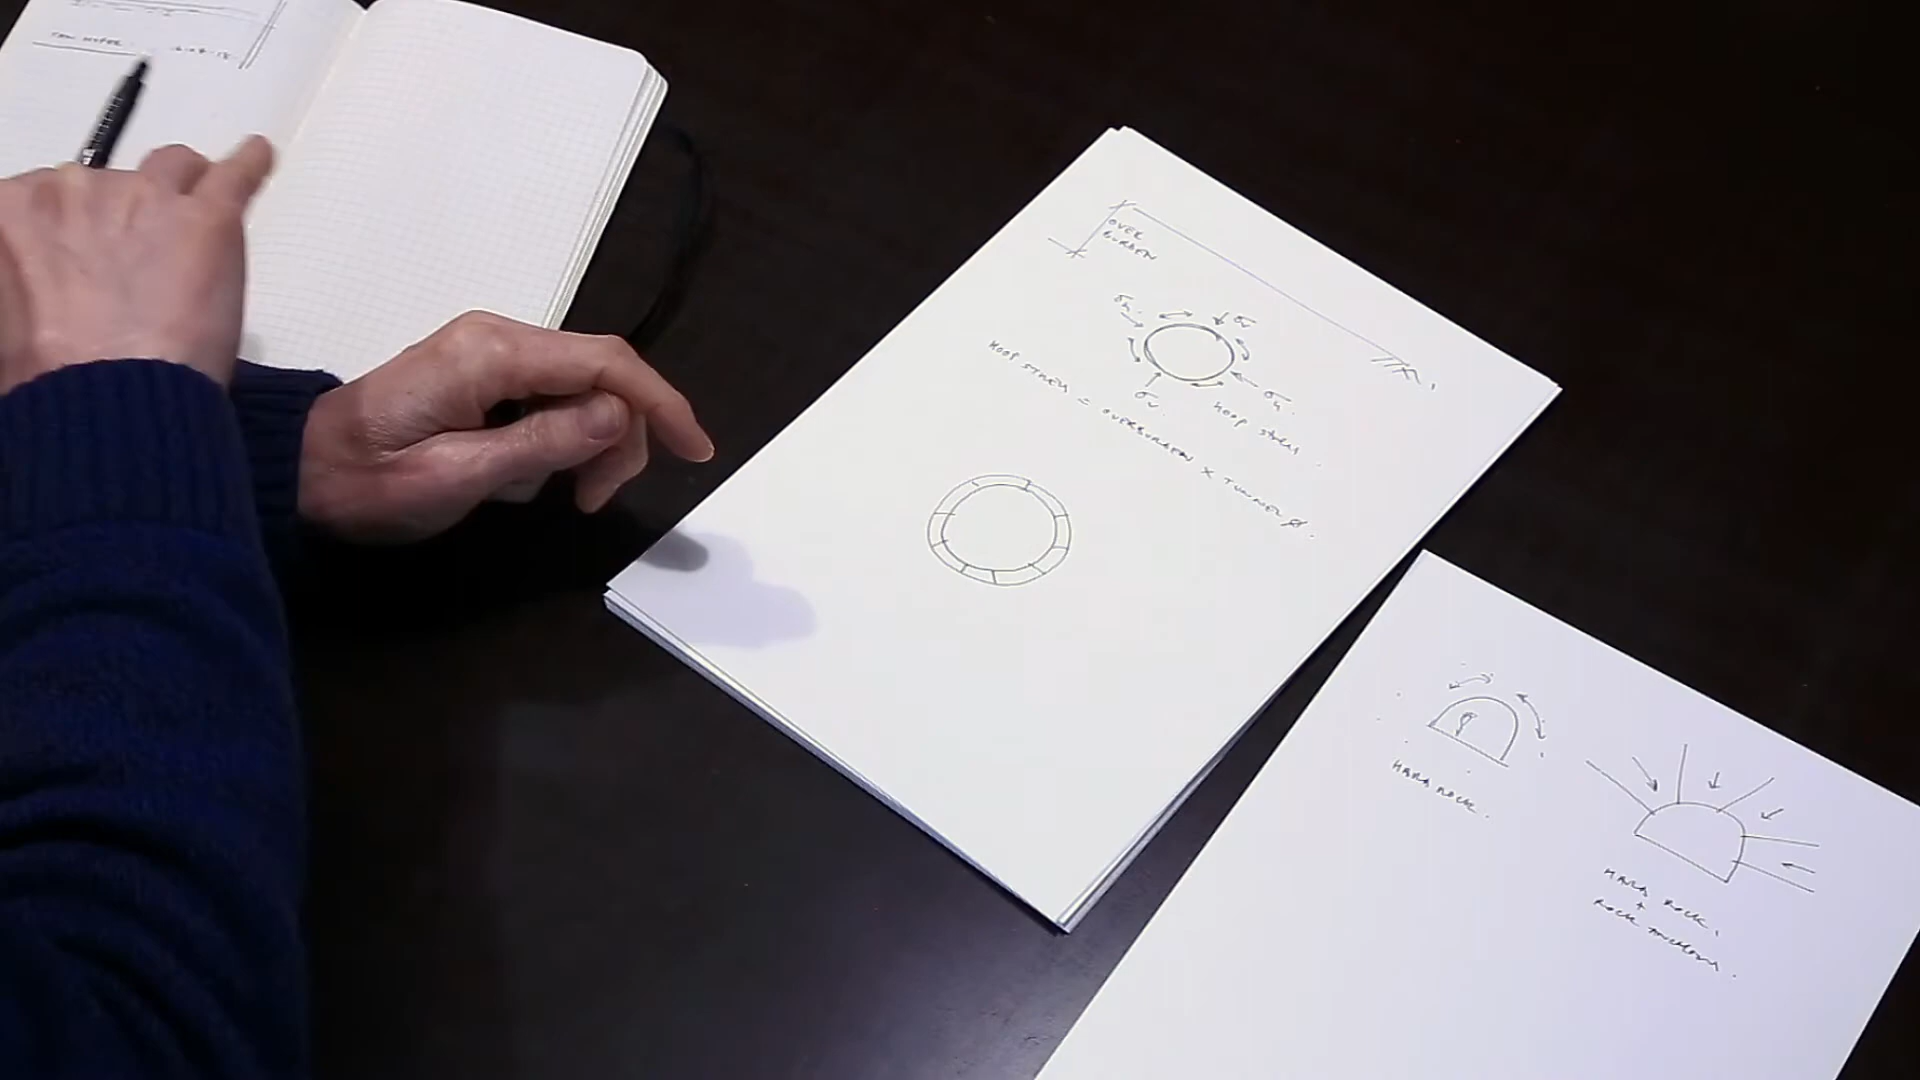 OVER
BURDEN
σh.
σv
σh.
σv.
HOOP STRESS.
HOOP STRESS = OVERBURDEN X TUNNEL Ø.
HARD ROCK.
HARD ROCK.
+
ROCK ANCHORS.